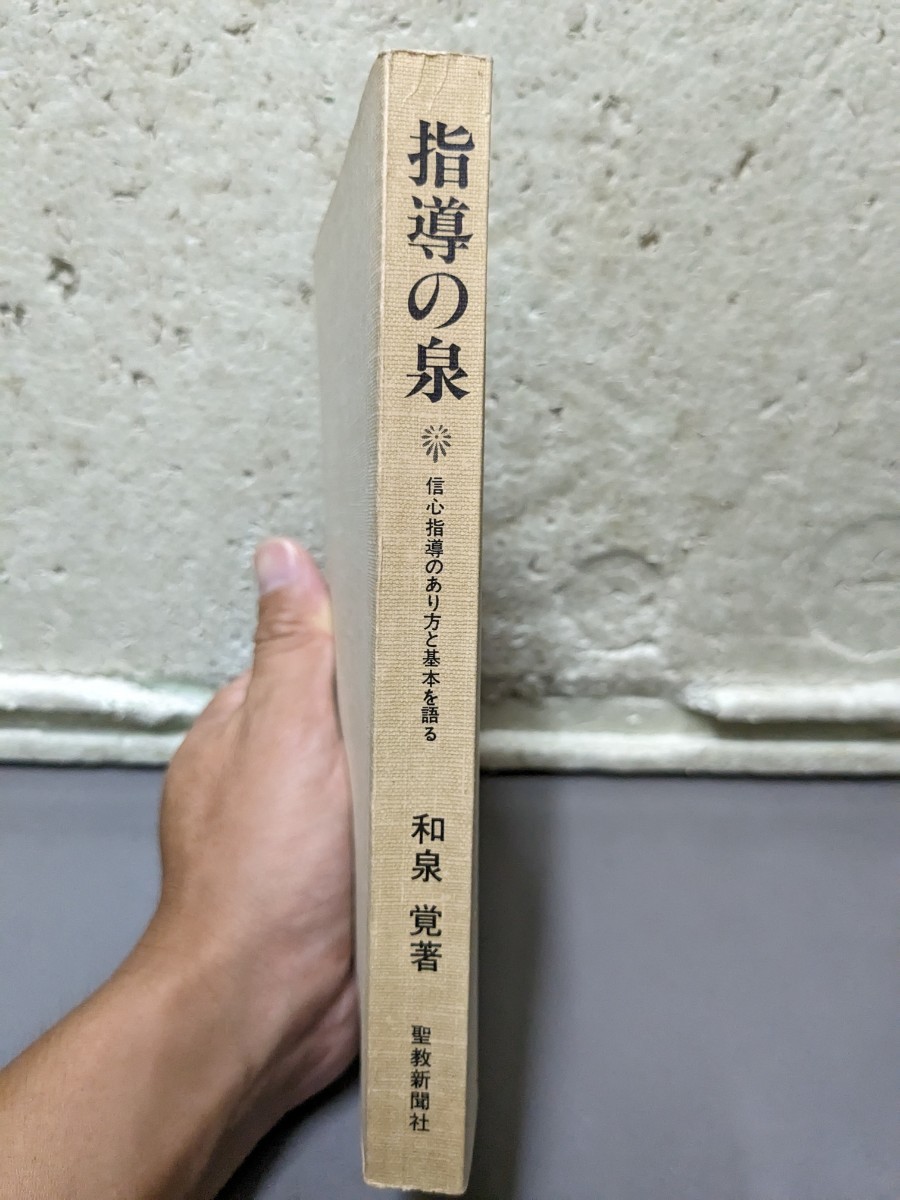 指導の泉
信心指導のあり方と基本を語る
和泉 覚著
聖教新聞社